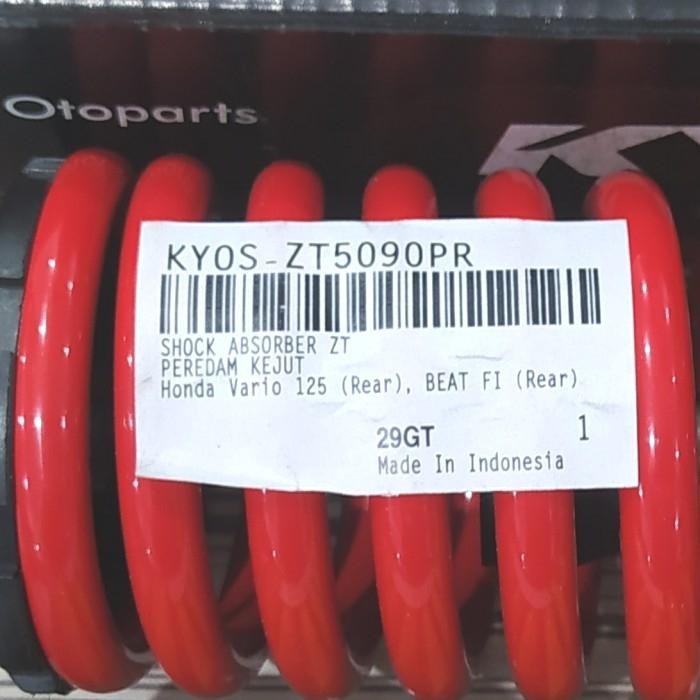 Otoparts
KY
KYOS-ZT5090PR
SHOCK ABSORBER ZT
PEREDAM KEJUT
Honda Vario 125 (Rear), BEAT FI (Rear)
29GT 1
Made In Indonesia